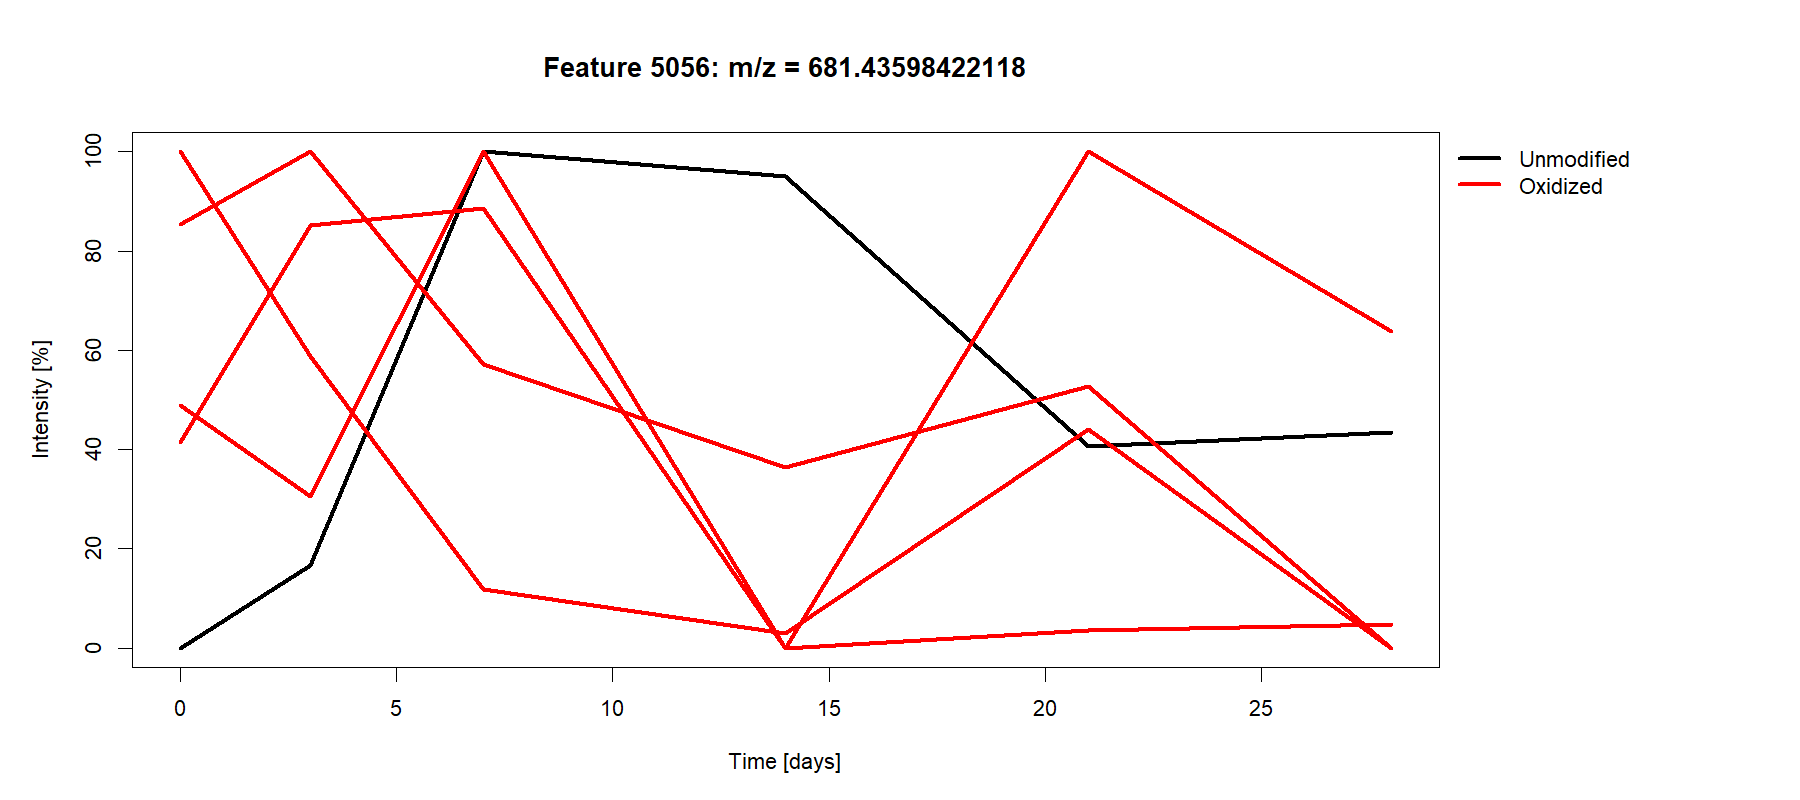 Feature 5056: m/z = 681.43598422118
Unmodified
Oxidized
Intensity [%]
100
80
60
40
20
0
0 5 10 15 20 25
Time [days]